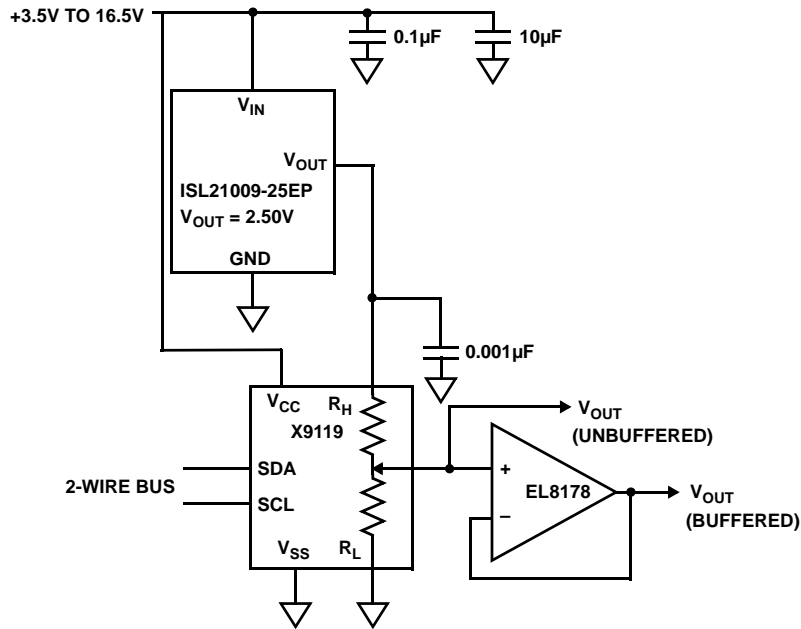 +3.5V TO 16.5V
0.1µF
10µF
VIN
VOUT
ISL21009-25EP
VOUT = 2.50V
GND
0.001µF
VCC
RH
X9119
VOUT
(UNBUFFERED)
2-WIRE BUS
SDA
SCL
+
EL8178
–
VOUT
(BUFFERED)
VSS
RL